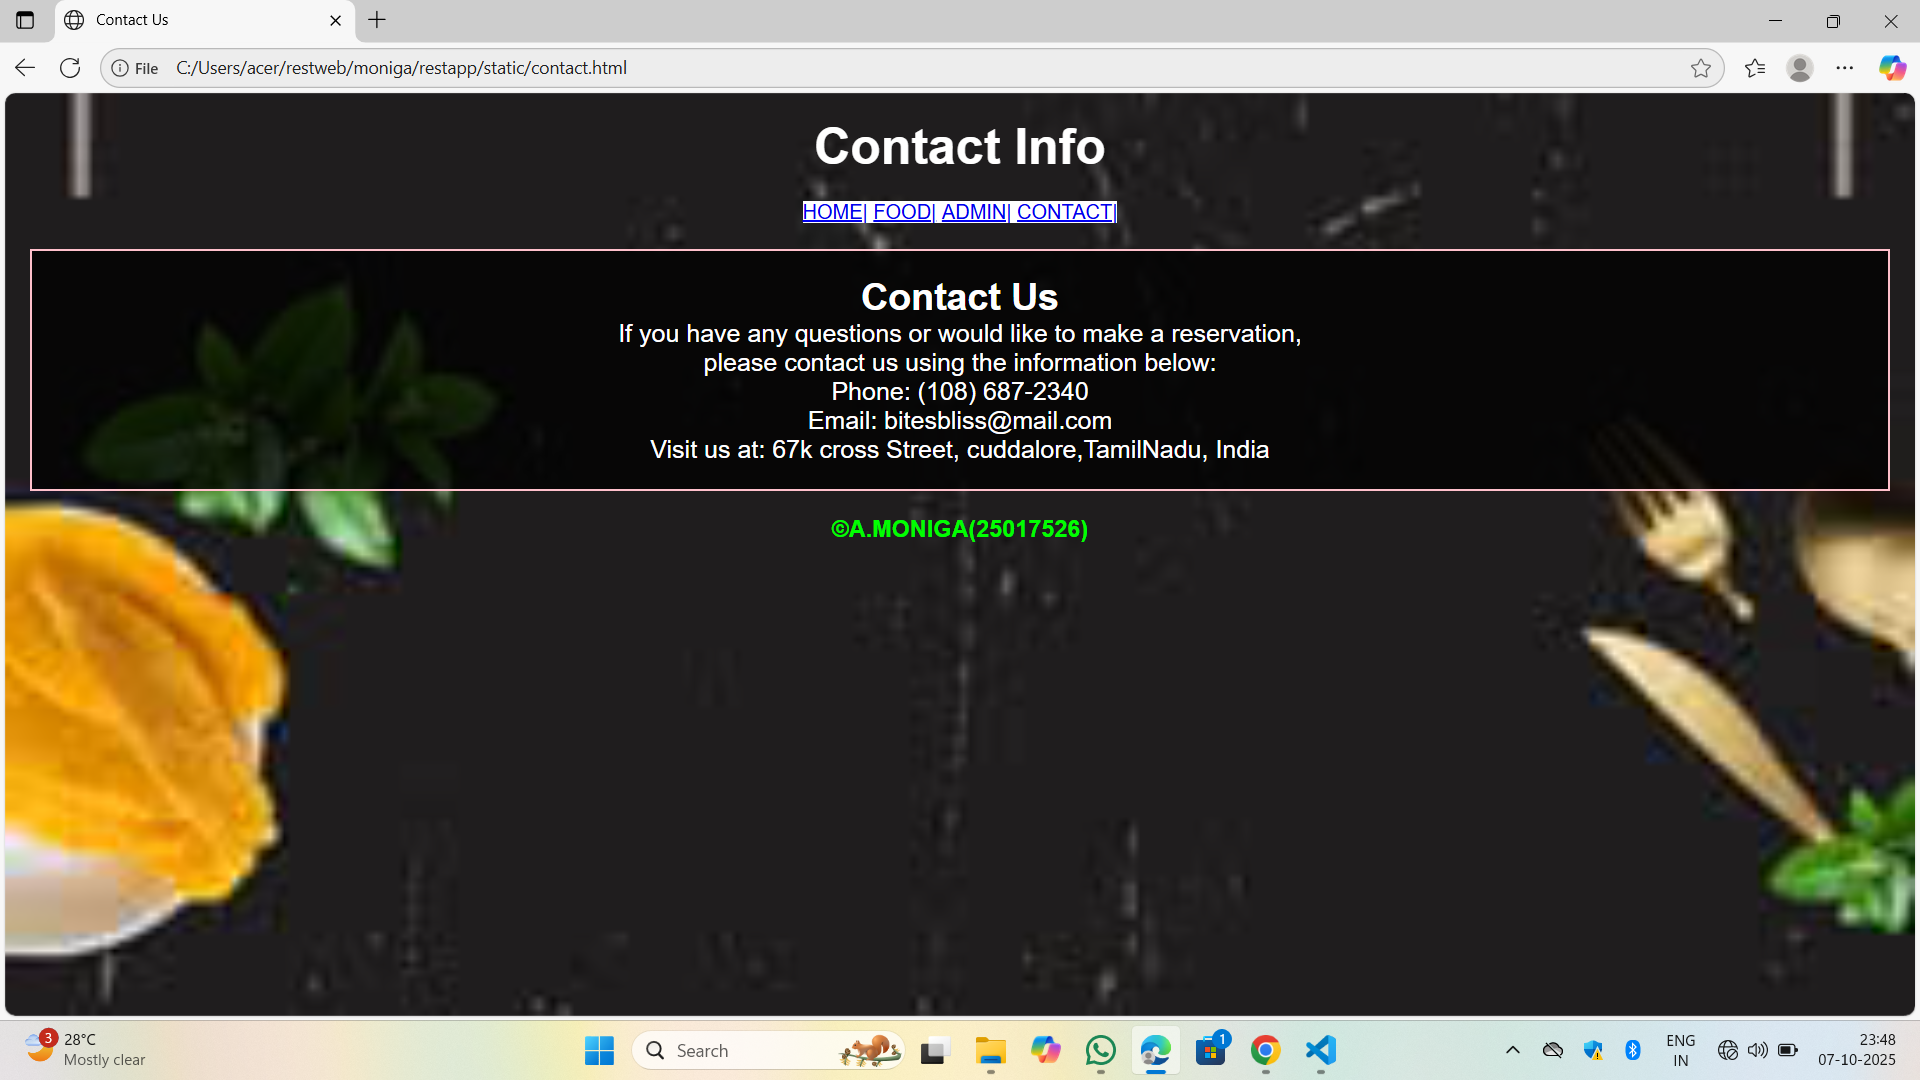 Contact Us
File C:/Users/acer/restweb/moniga/restapp/static/contact.html
Contact Info
HOME| FOOD| ADMIN| CONTACT|
Contact Us
If you have any questions or would like to make a reservation,
please contact us using the information below:
Phone: (108) 687-2340
Email: bitesbliss@mail.com
Visit us at: 67k cross Street, cuddalore,TamilNadu, India
©A.MONIGA(25017526)
3
28°C
Mostly clear
Search
1
ENG
IN
23:48
07-10-2025